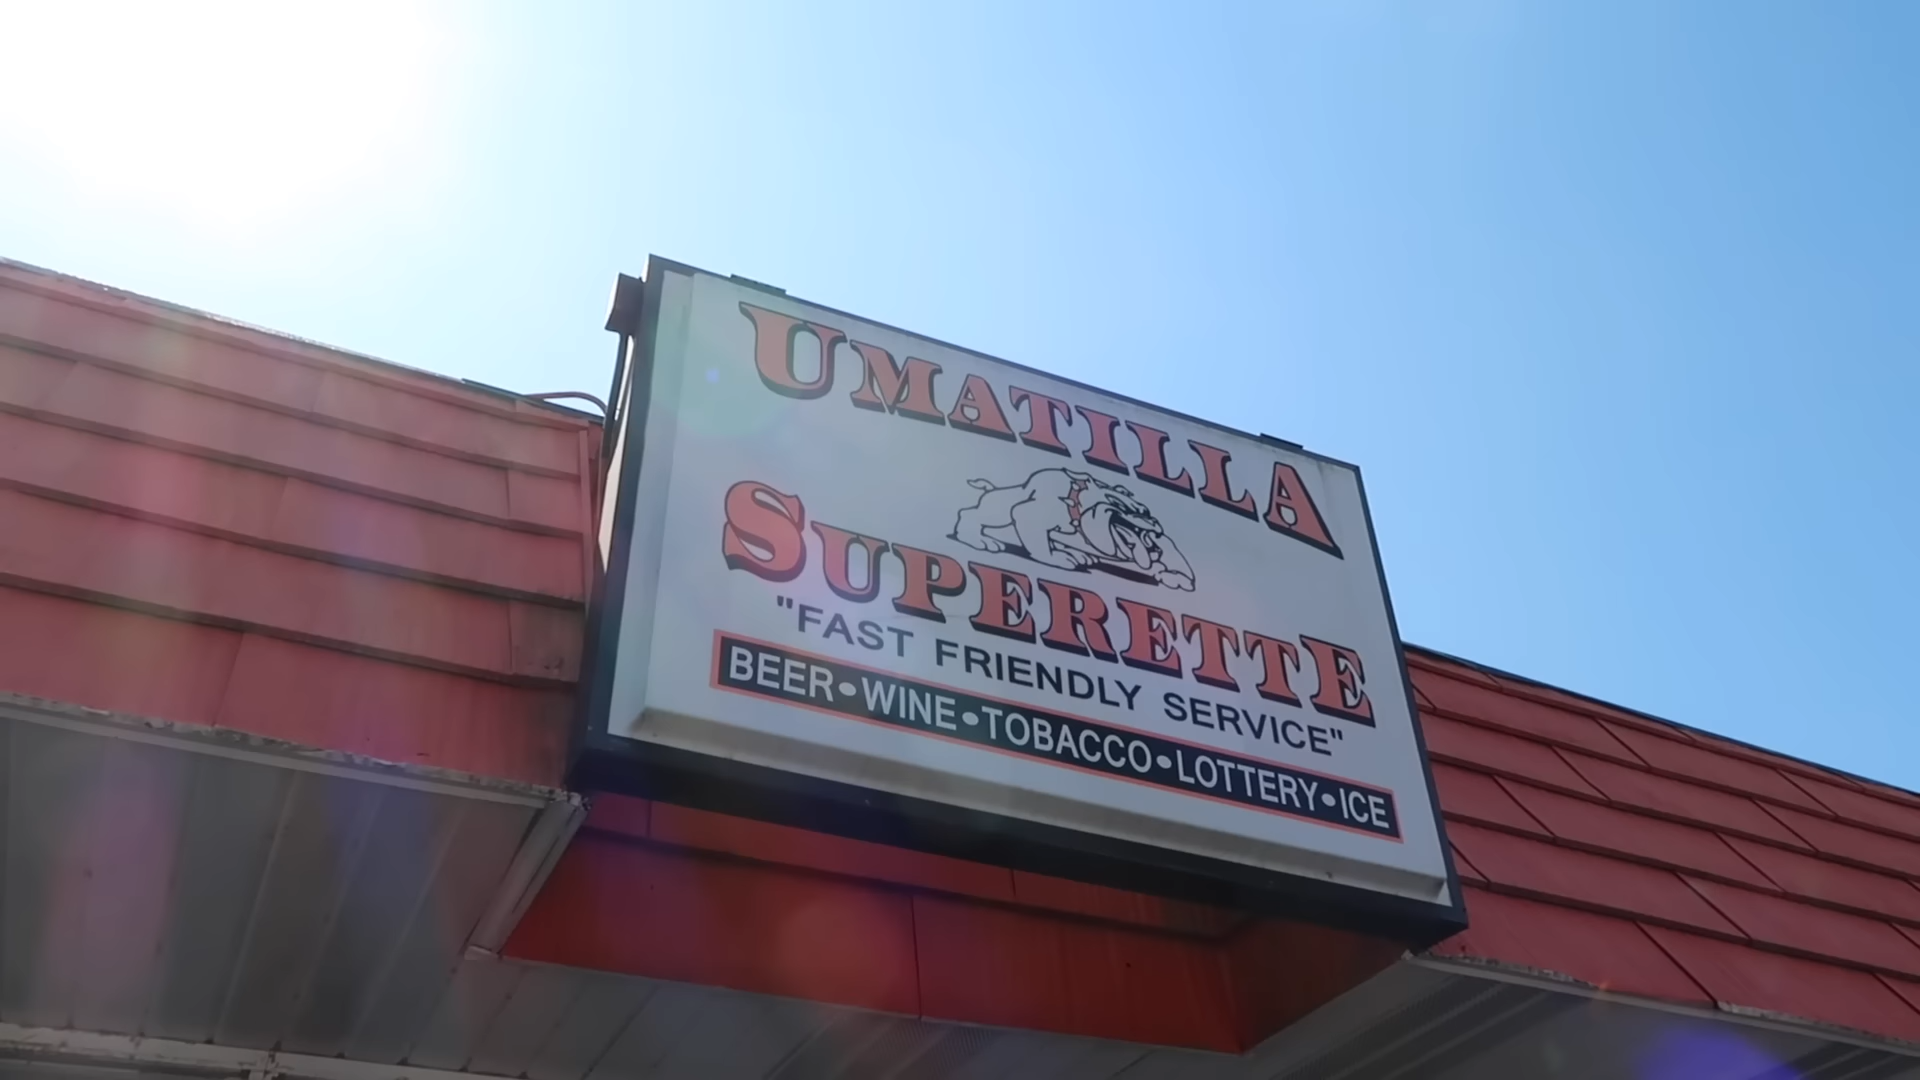 UMATILLA
SUPERETTE
"FAST FRIENDLY SERVICE"
BEER•WINE•TOBACCO•LOTTERY•ICE